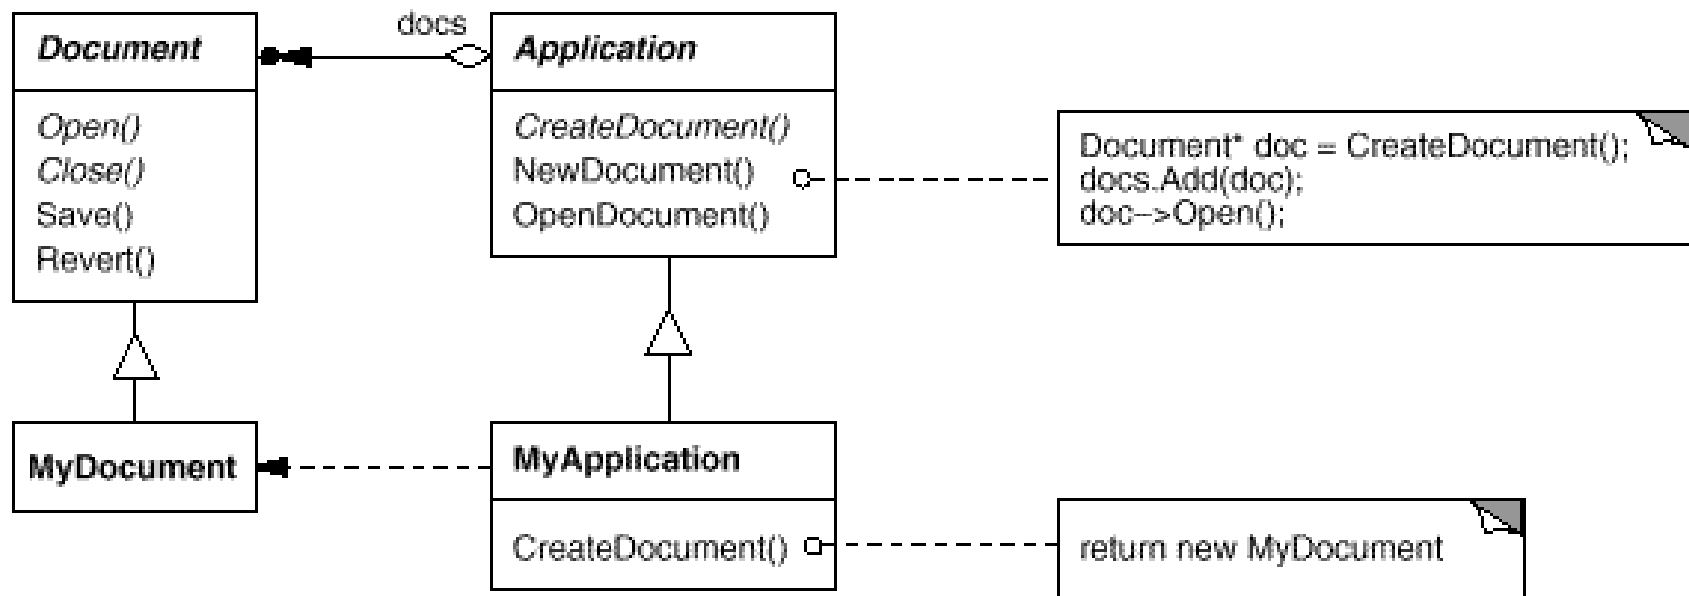 docs
Document
Open()
Close()
Save()
Revert()
Application
CreateDocument()
NewDocument()
OpenDocument()
Document* doc = CreateDocument();
docs.Add(doc);
doc->Open();
MyDocument
MyApplication
CreateDocument()
return new MyDocument